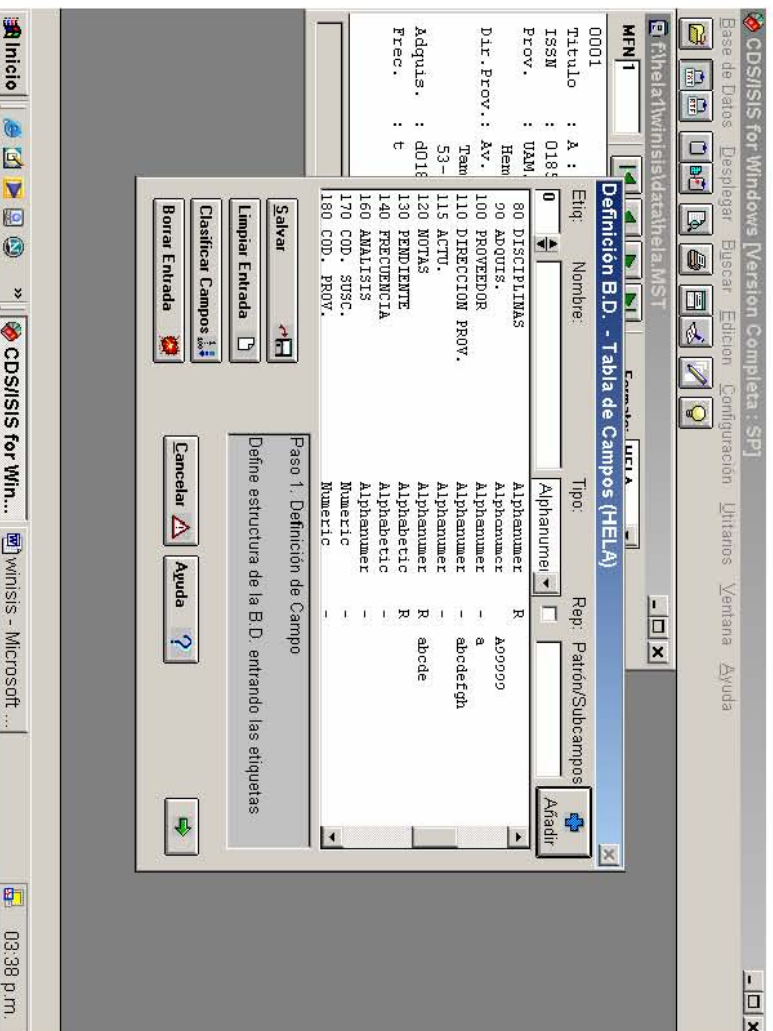 CDS/ISIS for Windows [Version Completa : SP]
Base de Datos Desplegar Buscar Edicion Configuración Utilitarios Ventana Ayuda
f:\hela1\winisis\data\hela.MST
MFN 1
Formato: HELA
0001
Titulo : A :
ISSN : 0185
Prov. : UAM.
Hem
Dir.Prov.: Av.
Tam
53-
Adquis. : d018
Frec. : t
Definición B.D. - Tabla de Campos (HELA)
Etiq: Nombre: Tipo: Rep: Patrón/Subcampos
0 Alphanumer Añadir
80 DISCIPLINAS Alphanumer R
90 ADQUIS. Alphanumer - A99999
100 PROVEEDOR Alphanumer - a
110 DIRECCION PROV. Alphanumer - abcdefgh
115 ACTU. Alphanumer -
120 NOTAS Alphanumer R abcde
130 PENDIENTE Alphabetic R
140 FRECUENCIA Alphabetic -
160 ANALISIS Alphanumer -
170 COD. SUSC. Numeric -
180 COD. PROV. Numeric -
Salvar
Limpiar Entrada
Clasificar Campos
Borrar Entrada
Paso 1. Definición de Campo
Define estructura de la B.D. entrando las etiquetas
Cancelar
Ayuda
Inicio » CDS/ISIS for Win... winisis - Microsoft ... 03:38 p.m.